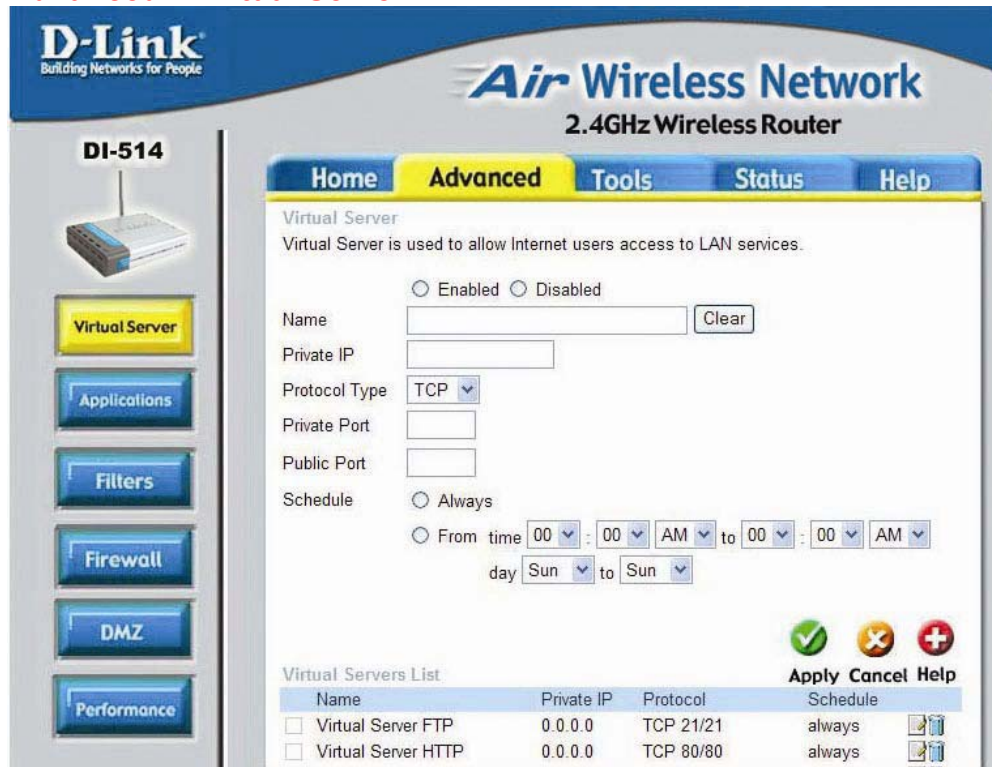 D-Link
Building Networks for People
Air Wireless Network
2.4GHz Wireless Router
DI-514
Home Advanced Tools Status Help
Virtual Server
Virtual Server is used to allow Internet users access to LAN services.
Enabled Disabled
Name Clear
Private IP
Protocol Type TCP
Private Port
Public Port
Schedule Always
From time 00 : 00 AM to 00 : 00 AM
day Sun to Sun
Virtual Server
Applications
Filters
Firewall
DMZ
Performance
Apply Cancel Help
Virtual Servers List
Name Private IP Protocol Schedule
Virtual Server FTP 0.0.0.0 TCP 21/21 always
Virtual Server HTTP 0.0.0.0 TCP 80/80 always